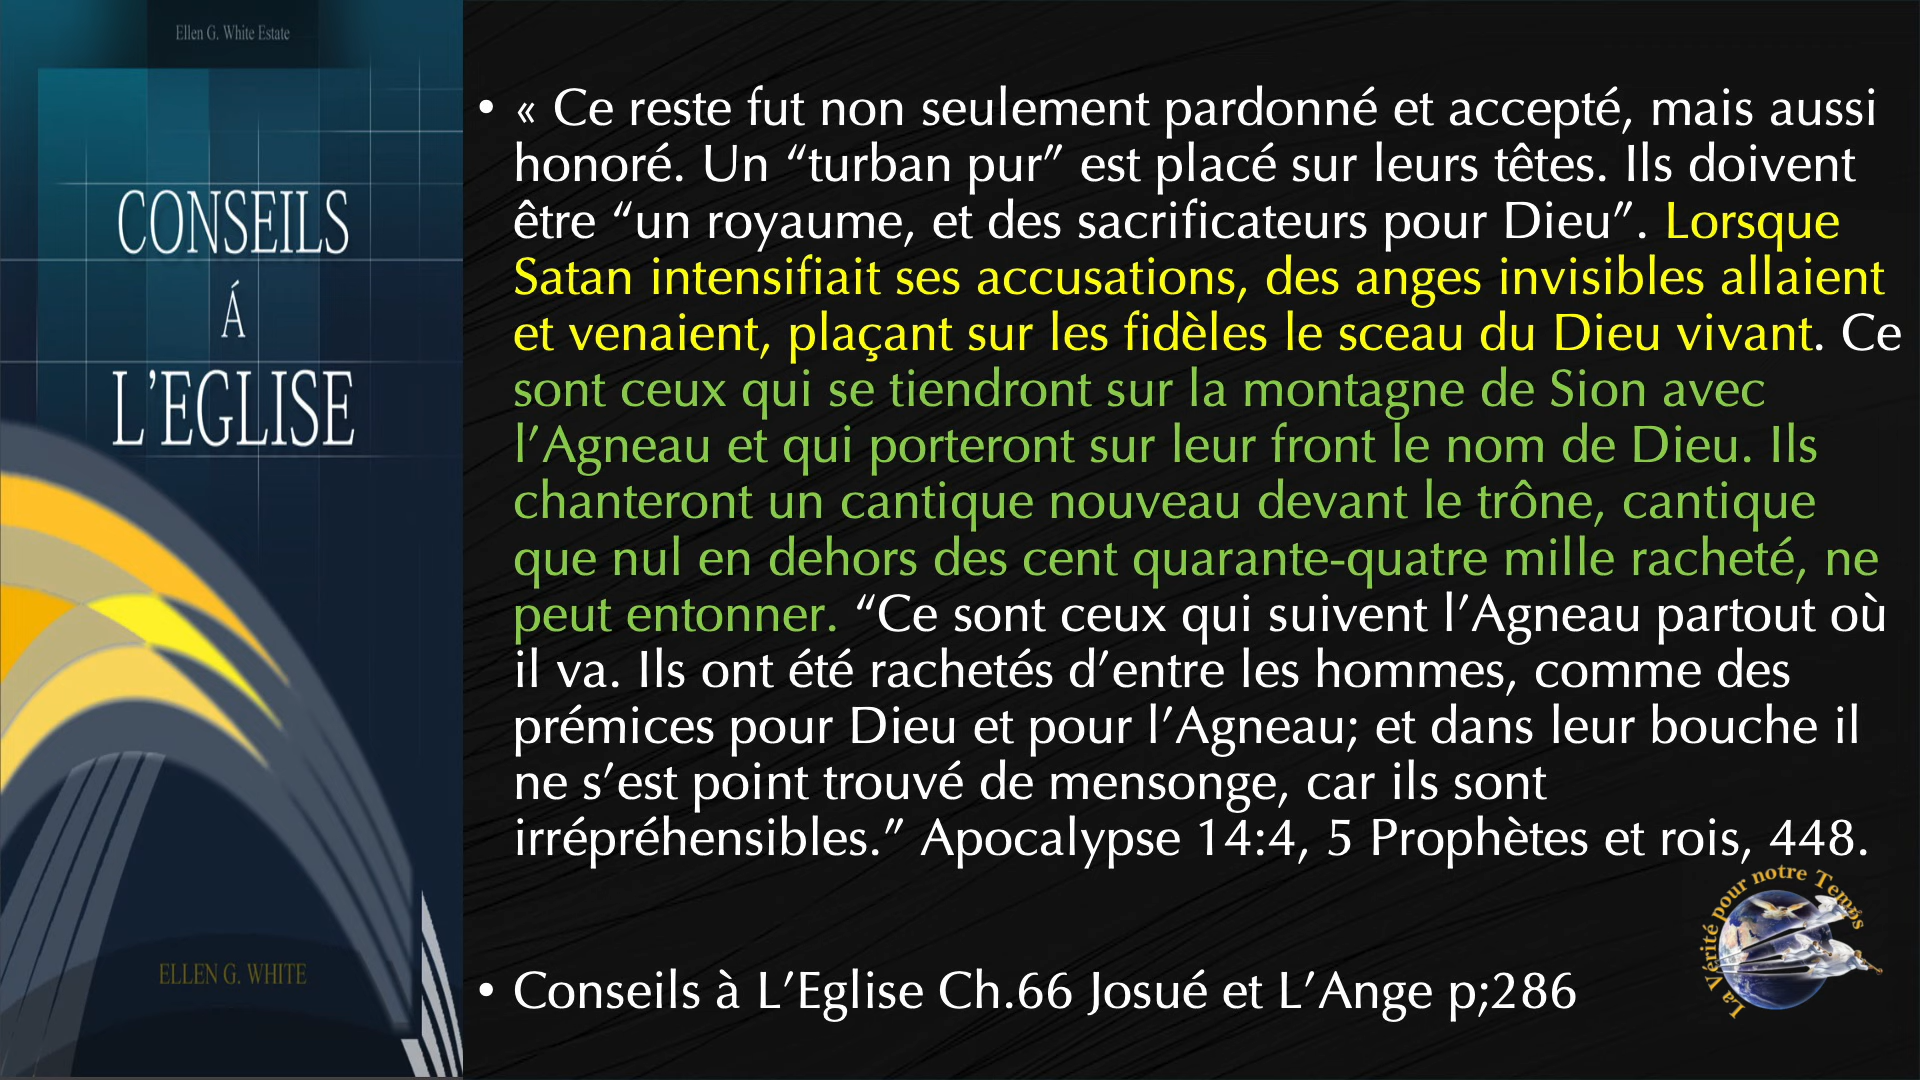 Ellen G. White Estate
CONSEILS
Á
L’EGLISE
ELLEN G. WHITE
• « Ce reste fut non seulement pardonné et accepté, mais aussi
honoré. Un “turban pur” est placé sur leurs têtes. Ils doivent
être “un royaume, et des sacrificateurs pour Dieu”. Lorsque
Satan intensifiait ses accusations, des anges invisibles allaient
et venaient, plaçant sur les fidèles le sceau du Dieu vivant. Ce
sont ceux qui se tiendront sur la montagne de Sion avec
l’Agneau et qui porteront sur leur front le nom de Dieu. Ils
chanteront un cantique nouveau devant le trône, cantique
que nul en dehors des cent quarante-quatre mille racheté, ne
peut entonner. “Ce sont ceux qui suivent l’Agneau partout où
il va. Ils ont été rachetés d’entre les hommes, comme des
prémices pour Dieu et pour l’Agneau; et dans leur bouche il
ne s’est point trouvé de mensonge, car ils sont
irrépréhensibles.” Apocalypse 14:4, 5 Prophètes et rois, 448.
• Conseils à L’Eglise Ch.66 Josué et L’Ange p;286
La Vérité pour notre Temps